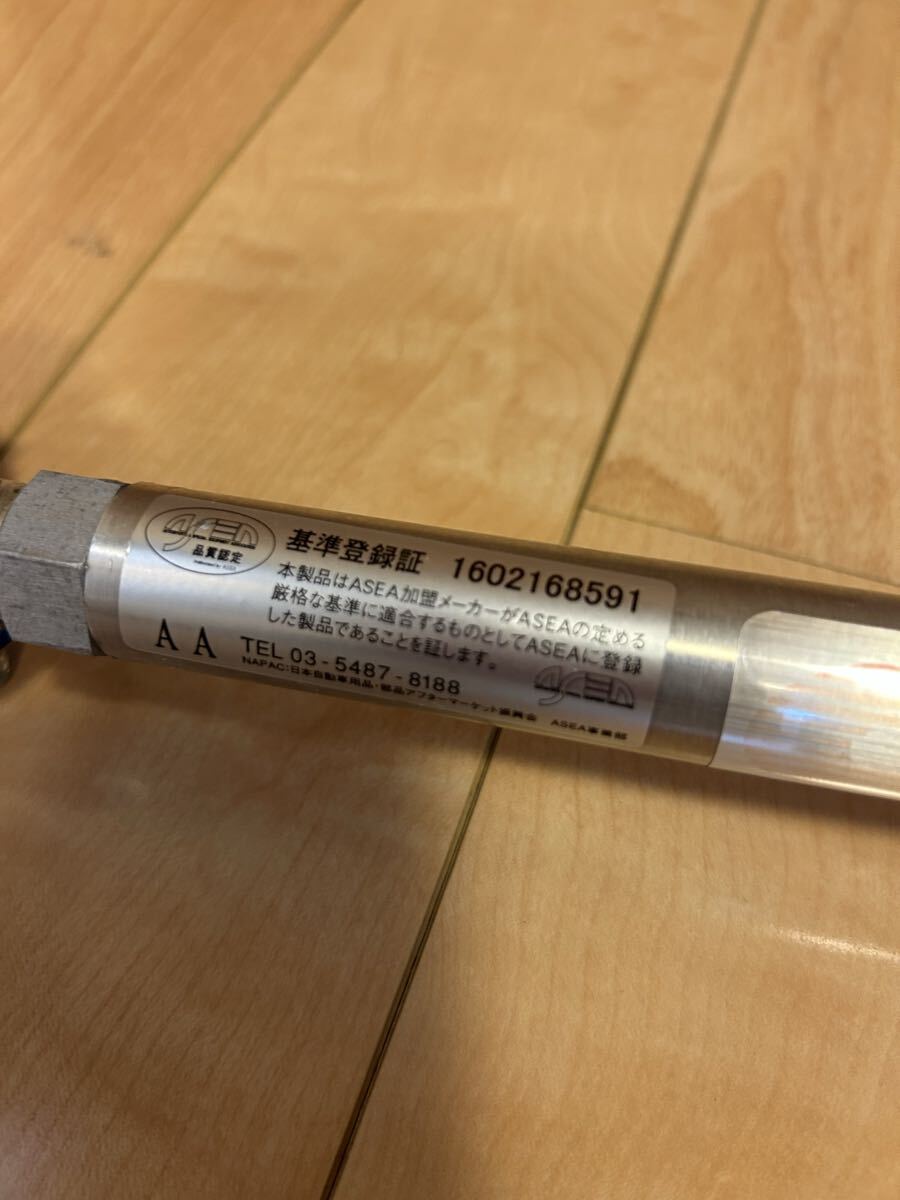 ASEA
品質認定
基準登録証 1602168591
本製品はASEA加盟メーカーがASEAの定める
厳格な基準に適合するものとしてASEAに登録
した製品であることを証します。
AA
TEL 03-5487-8188
ASEA
NAPAC:日本自動車用品・部品アフターマーケット振興会 ASEA事業部